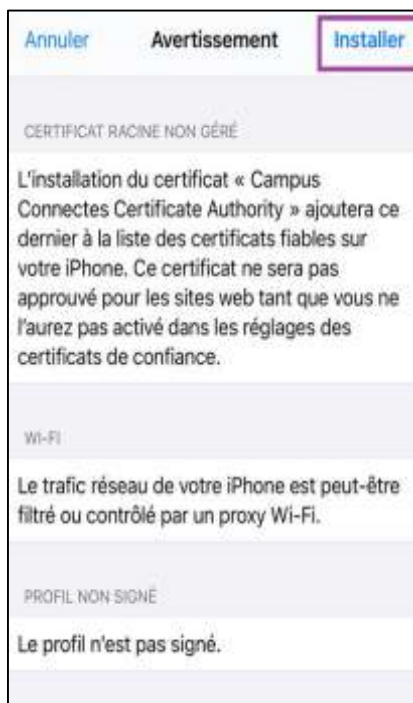 Annuler Avertissement Installer
CERTIFICAT RACINE NON GÉRÉ
L'installation du certificat « Campus
Connectes Certificate Authority » ajoutera ce
dernier à la liste des certificats fiables sur
votre iPhone. Ce certificat ne sera pas
approuvé pour les sites web tant que vous ne
l'aurez pas activé dans les réglages des
certificats de confiance.
WI-FI
Le trafic réseau de votre iPhone est peut-être
filtré ou contrôlé par un proxy Wi-Fi.
PROFIL NON SIGNÉ
Le profil n'est pas signé.